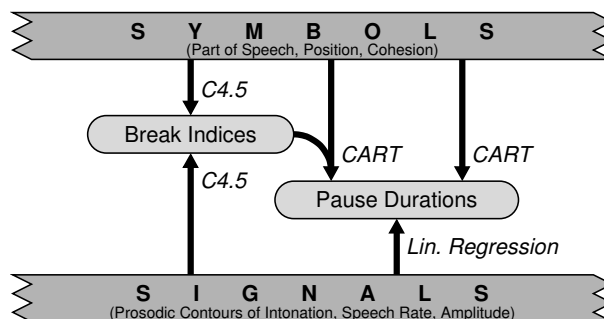 S Y M B O L S
(Part of Speech, Position, Cohesion)
C4.5
Break Indices
CART
CART
C4.5
Pause Durations
Lin. Regression
S I G N A L S
(Prosodic Contours of Intonation, Speech Rate, Amplitude)